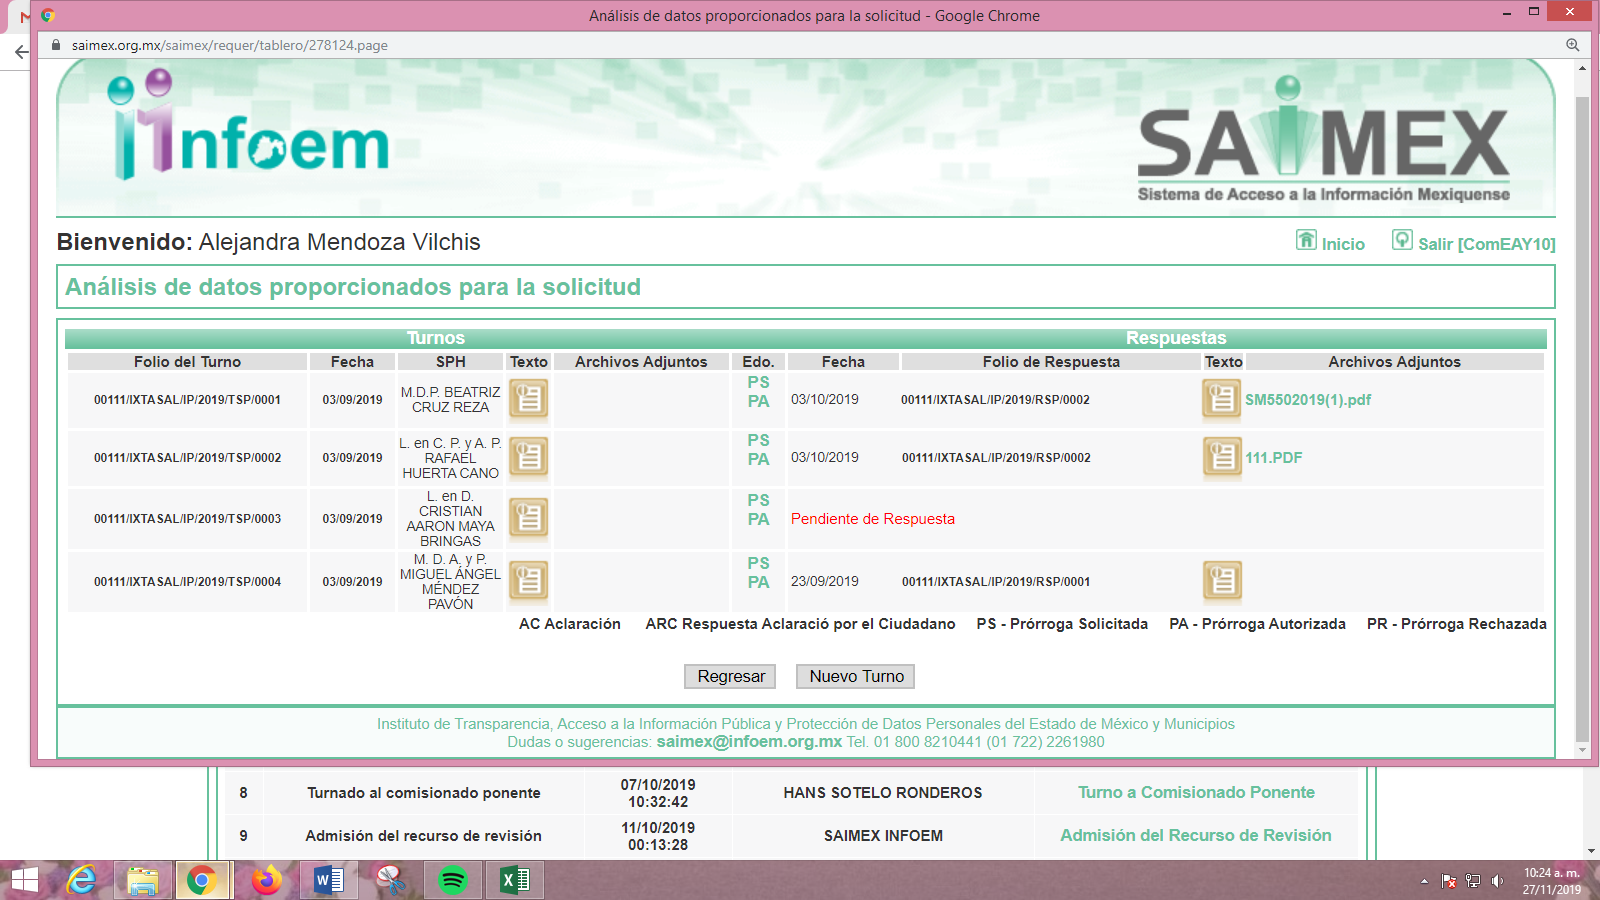 Análisis de datos proporcionados para la solicitud - Google Chrome
saimex.org.mx/saimex/requer/tablero/278124.page
infoem
SAIMEX
Sistema de Acceso a la Información Mexiquense
Bienvenido: Alejandra Mendoza Vilchis
Inicio Salir [ComEAY10]
Análisis de datos proporcionados para la solicitud
Turnos Respuestas
Folio del Turno Fecha SPH Texto Archivos Adjuntos Edo. Fecha Folio de Respuesta Texto Archivos Adjuntos
00111/IXTASAL/IP/2019/TSP/0001 03/09/2019 M.D.P. BEATRIZ CRUZ REZA PS PA 03/10/2019 00111/IXTASAL/IP/2019/RSP/0002 SM5502019(1).pdf
00111/IXTASAL/IP/2019/TSP/0002 03/09/2019 L. en C. P. y A. P. RAFAEL HUERTA CANO PS PA 03/10/2019 00111/IXTASAL/IP/2019/RSP/0002 111.PDF
00111/IXTASAL/IP/2019/TSP/0003 03/09/2019 L. en D. CRISTIAN AARON MAYA BRINGAS PS PA Pendiente de Respuesta
00111/IXTASAL/IP/2019/TSP/0004 03/09/2019 M. D. A. y P. MIGUEL ÁNGEL MÉNDEZ PAVÓN PS PA 23/09/2019 00111/IXTASAL/IP/2019/RSP/0001
AC Aclaración ARC Respuesta Aclaració por el Ciudadano PS - Prórroga Solicitada PA - Prórroga Autorizada PR - Prórroga Rechazada
Regresar Nuevo Turno
Instituto de Transparencia, Acceso a la Información Pública y Protección de Datos Personales del Estado de México y Municipios
Dudas o sugerencias: saimex@infoem.org.mx Tel. 01 800 8210441 (01 722) 2261980
8 Turnado al comisionado ponente 07/10/2019 10:32:42 HANS SOTELO RONDEROS Turno a Comisionado Ponente
9 Admisión del recurso de revisión 11/10/2019 00:13:28 SAIMEX INFOEM Admisión del Recurso de Revisión
10:24 a. m.
27/11/2019